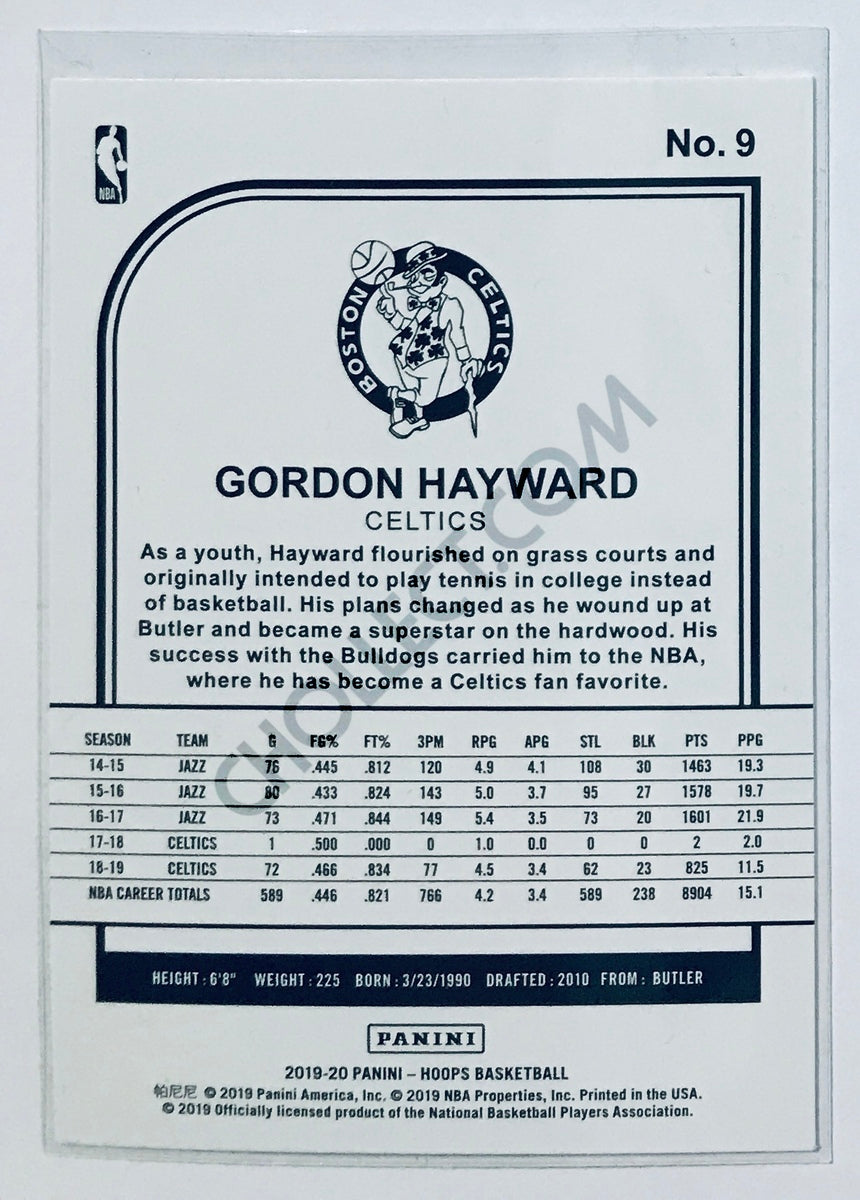 No. 9
NBA
BOSTON CELTICS
GORDON HAYWARD
CELTICS
As a youth, Hayward flourished on grass courts and
originally intended to play tennis in college instead
of basketball. His plans changed as he wound up at
Butler and became a superstar on the hardwood. His
success with the Bulldogs carried him to the NBA,
where he has become a Celtics fan favorite.
CHOLLECT.COM
SEASON TEAM G FG% FT% 3PM RPG APG STL BLK PTS PPG
14-15 JAZZ 76 .445 .812 120 4.9 4.1 108 30 1463 19.3
15-16 JAZZ 80 .433 .824 143 5.0 3.7 95 27 1578 19.7
16-17 JAZZ 73 .471 .844 149 5.4 3.5 73 20 1601 21.9
17-18 CELTICS 1 .500 .000 0 1.0 0.0 0 0 2 2.0
18-19 CELTICS 72 .466 .834 77 4.5 3.4 62 23 825 11.5
NBA CAREER TOTALS 589 .446 .821 766 4.2 3.4 589 238 8904 15.1
HEIGHT : 6'8" WEIGHT : 225 BORN : 3/23/1990 DRAFTED : 2010 FROM : BUTLER
PANINI
2019-20 PANINI – HOOPS BASKETBALL
帕尼尼 © 2019 Panini America, Inc. © 2019 NBA Properties, Inc. Printed in the USA.
© 2019 Officially licensed product of the National Basketball Players Association.